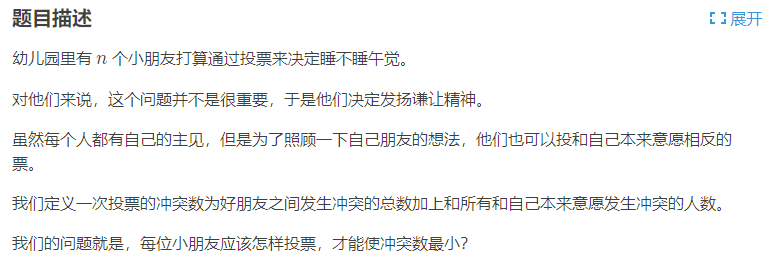 题目描述
展开
幼儿园里有 n 个小朋友打算通过投票来决定睡不睡午觉。
对他们来说，这个问题并不是很重要，于是他们决定发扬谦让精神。
虽然每个人都有自己的主见，但是为了照顾一下自己朋友的想法，他们也可以投和自己本来意愿相反的
票。
我们定义一次投票的冲突数为好朋友之间发生冲突的总数加上和所有和自己本来意愿发生冲突的人数。
我们的问题就是，每位小朋友应该怎样投票，才能使冲突数最小？